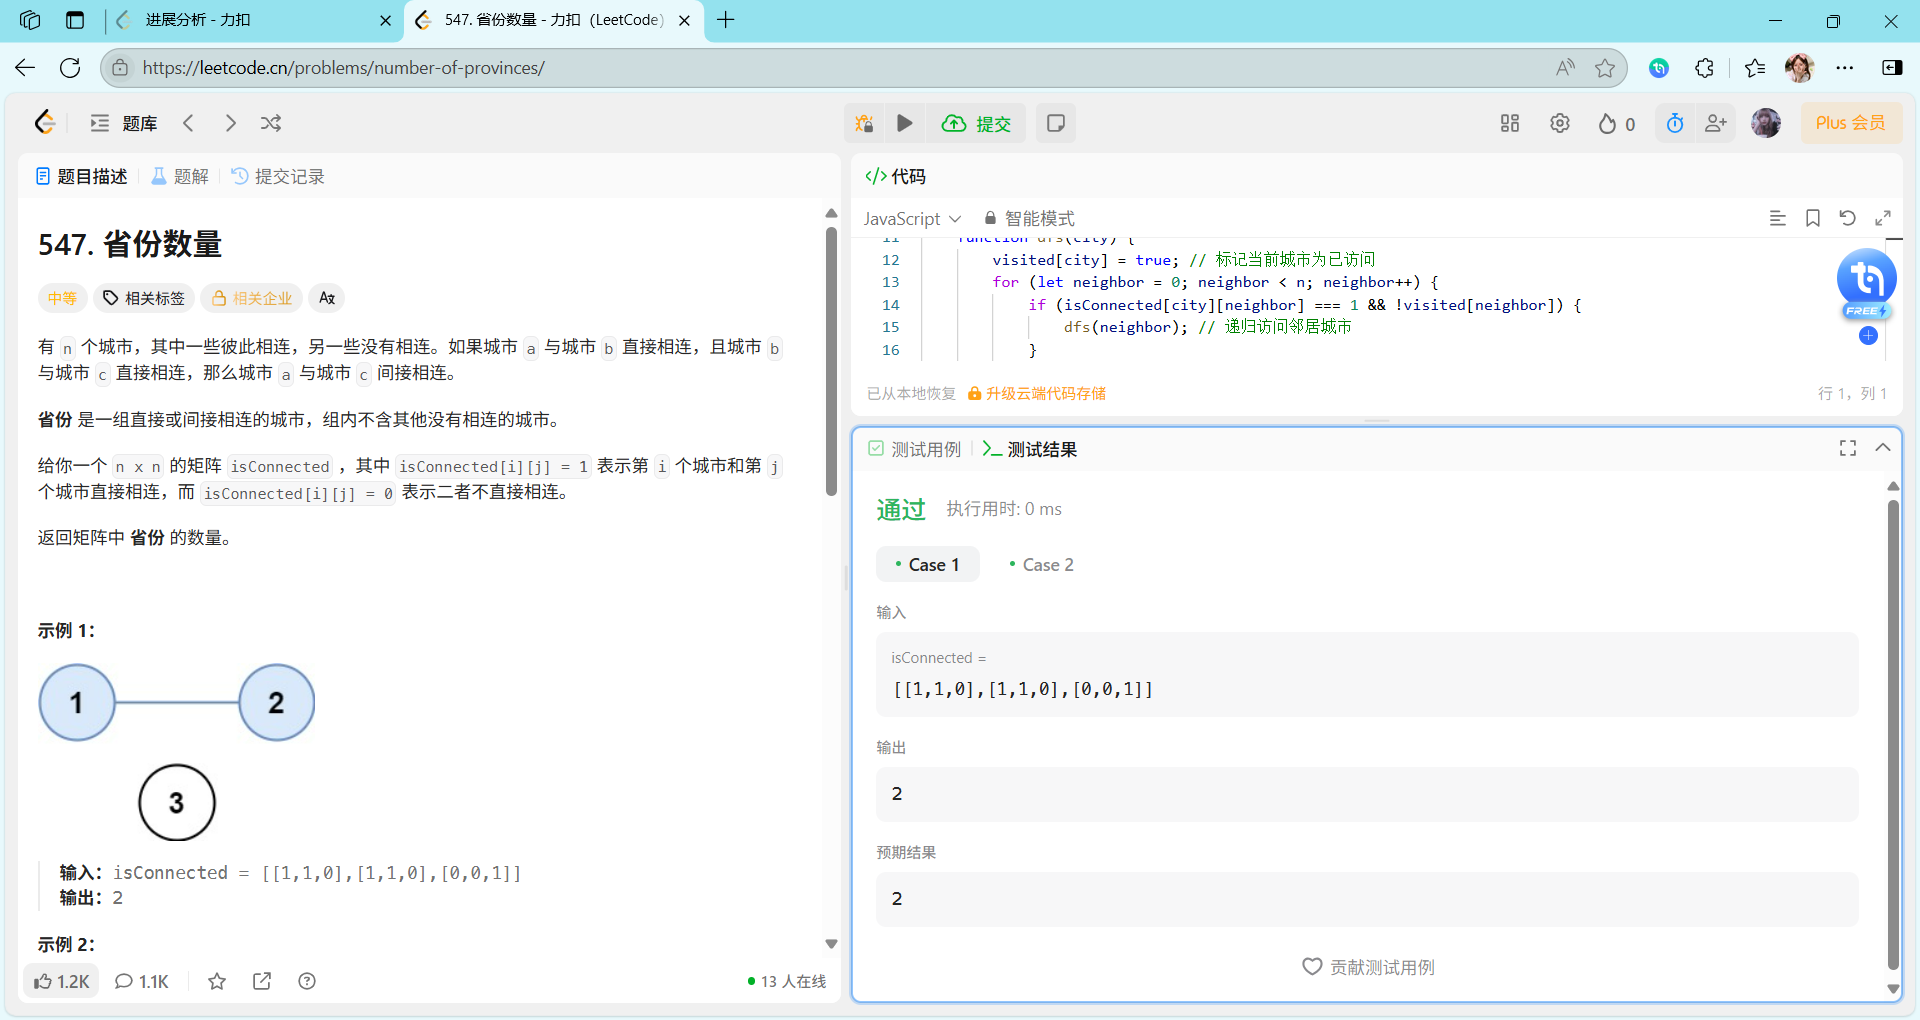 进展分析 - 力扣
547. 省份数量 - 力扣（LeetCode）
https://leetcode.cn/problems/number-of-provinces/
题库
提交
0
Plus 会员
题目描述
题解
提交记录
547. 省份数量
中等
相关标签
相关企业
有 n 个城市，其中一些彼此相连，另一些没有相连。如果城市 a 与城市 b 直接相连，且城市 b
与城市 c 直接相连，那么城市 a 与城市 c 间接相连。
省份 是一组直接或间接相连的城市，组内不含其他没有相连的城市。
给你一个 n x n 的矩阵 isConnected ，其中 isConnected[i][j] = 1 表示第 i 个城市和第 j
个城市直接相连，而 isConnected[i][j] = 0 表示二者不直接相连。
返回矩阵中 省份 的数量。
示例 1：
1
2
3
输入：isConnected = [[1,1,0],[1,1,0],[0,0,1]]
输出：2
示例 2：
1.2K
1.1K
13 人在线
</> 代码
JavaScript
智能模式
11 function dfs(city) {
12 visited[city] = true; // 标记当前城市为已访问
13 for (let neighbor = 0; neighbor < n; neighbor++) {
14 if (isConnected[city][neighbor] === 1 && !visited[neighbor]) {
15 dfs(neighbor); // 递归访问邻居城市
16 }
FREE
已从本地恢复
升级云端代码存储
行 1，列 1
测试用例
测试结果
通过
执行用时: 0 ms
Case 1
Case 2
输入
isConnected =
[[1,1,0],[1,1,0],[0,0,1]]
输出
2
预期结果
2
贡献测试用例